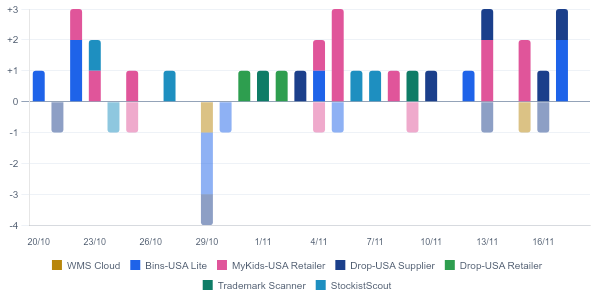 +3
+2
+1
0
-1
-2
-3
-4
20/10 23/10 26/10 29/10 1/11 4/11 7/11 10/11 13/11 16/11
WMS Cloud Bins-USA Lite MyKids-USA Retailer Drop-USA Supplier Drop-USA Retailer
Trademark Scanner StockistScout